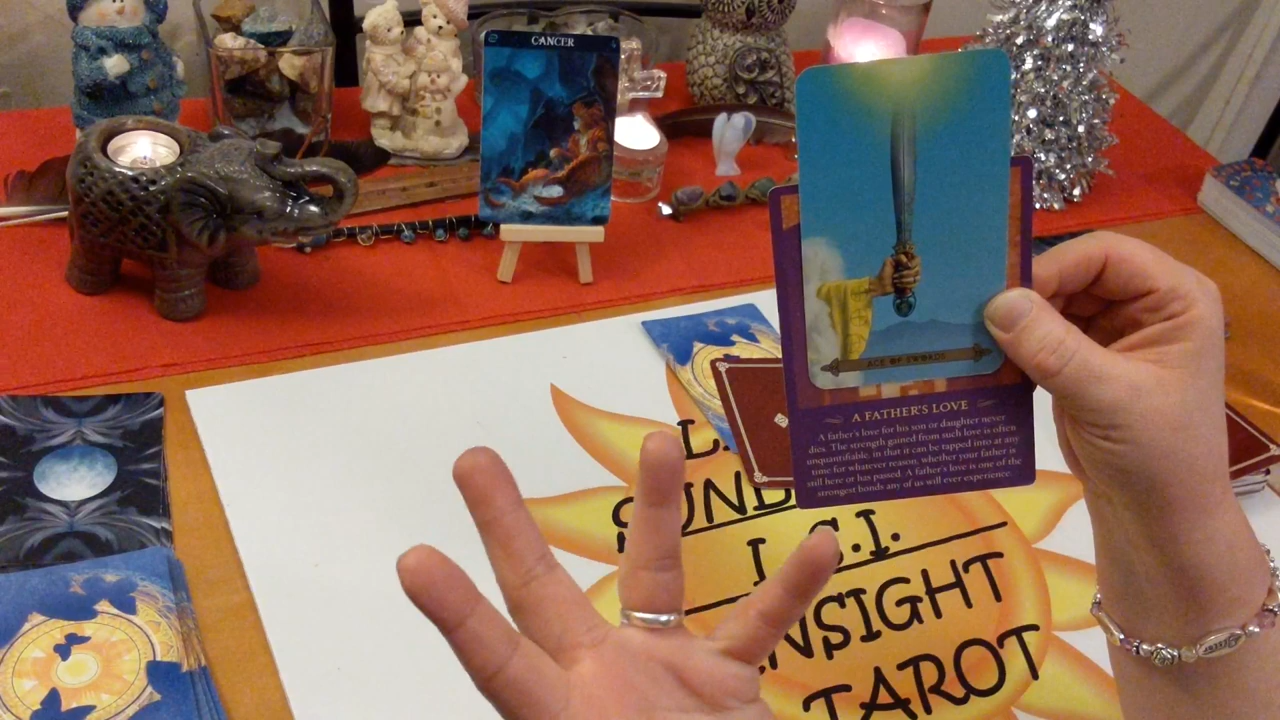 CANCER
ACE OF SWORDS
A FATHER'S LOVE
A father's love for his son or daughter never
dies. The strength gained from such love is often
unquantifiable, in that it can be tapped into at any
time for whatever reason, whether your father is
still here or has passed. A father's love is one of the
strongest bonds any of us will ever experience.
INSIGHT
TAROT